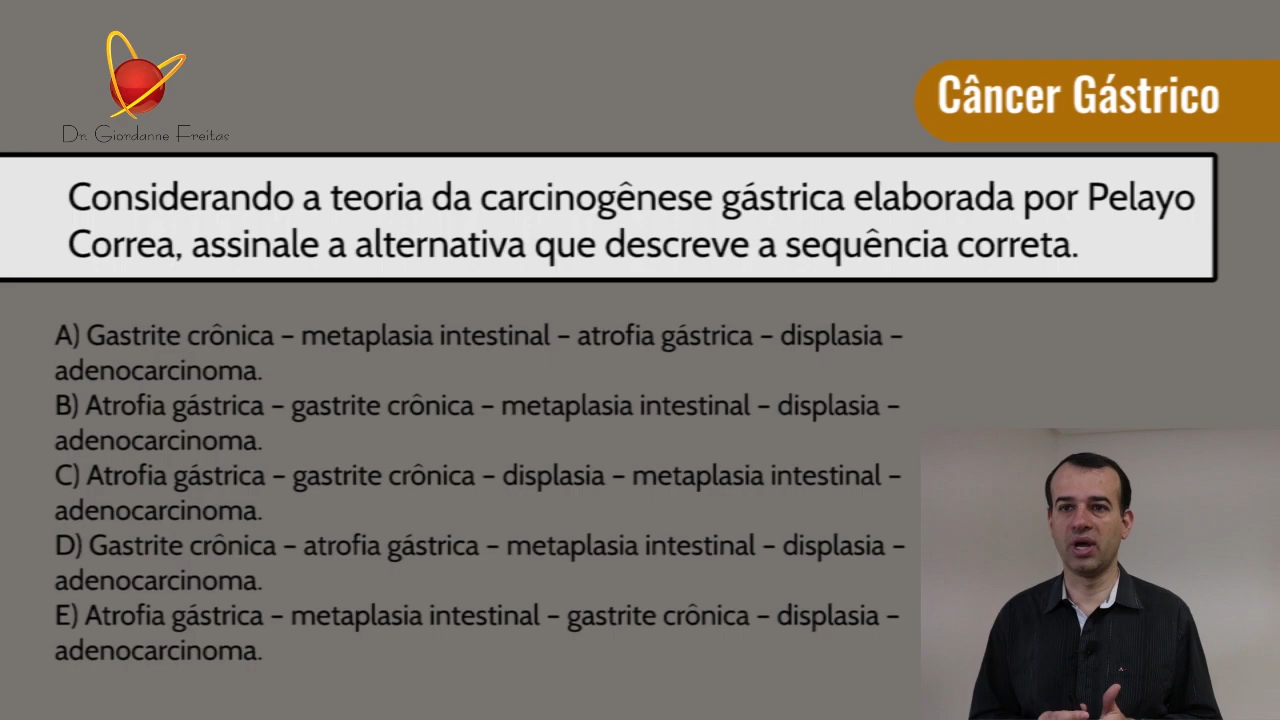 Dr. Giordanne Freitas
Câncer Gástrico
Considerando a teoria da carcinogênese gástrica elaborada por Pelayo
Correa, assinale a alternativa que descreve a sequência correta.
A) Gastrite crônica – metaplasia intestinal – atrofia gástrica – displasia –
adenocarcinoma.
B) Atrofia gástrica – gastrite crônica – metaplasia intestinal – displasia –
adenocarcinoma.
C) Atrofia gástrica – gastrite crônica – displasia – metaplasia intestinal –
adenocarcinoma.
D) Gastrite crônica – atrofia gástrica – metaplasia intestinal – displasia –
adenocarcinoma.
E) Atrofia gástrica – metaplasia intestinal – gastrite crônica – displasia –
adenocarcinoma.